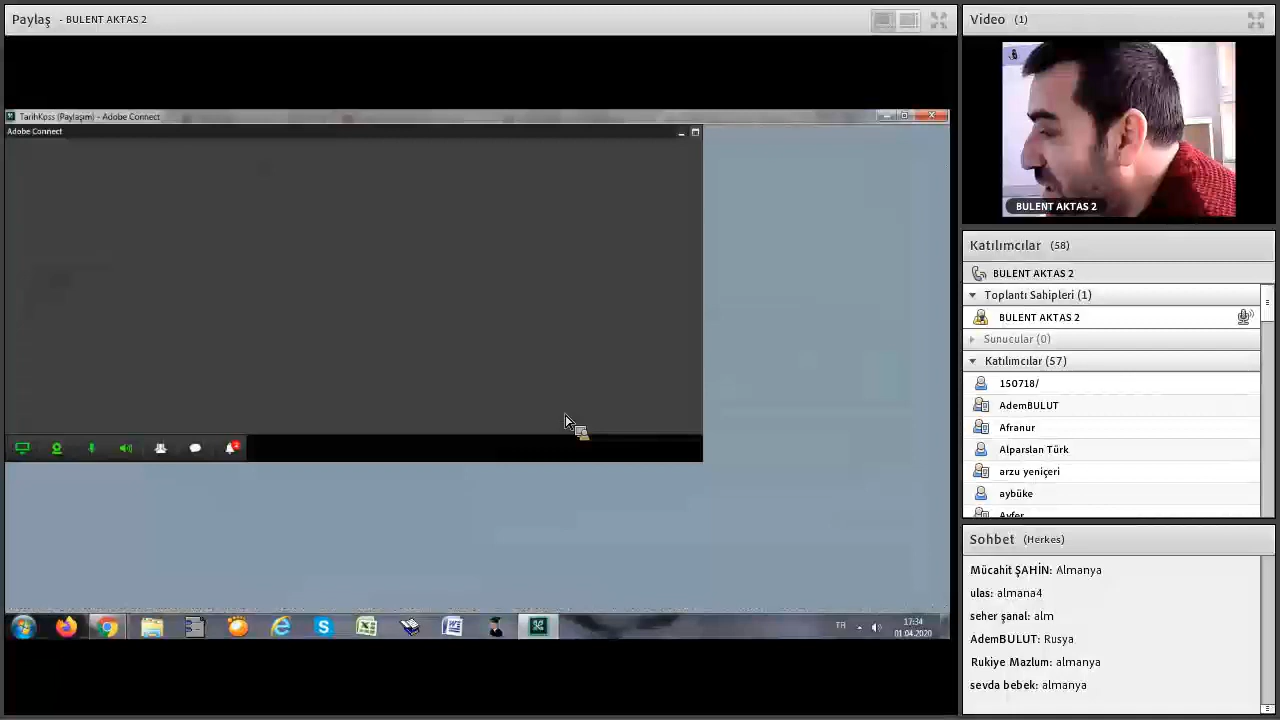 Paylaş - BULENT AKTAS 2
TarihKpss (Paylaşım) - Adobe Connect
Adobe Connect
2
TR
17:34
01.04.2020
Video (1)
BULENT AKTAS 2
Katılımcılar (58)
BULENT AKTAS 2
Toplantı Sahipleri (1)
BULENT AKTAS 2
Sunucular (0)
Katılımcılar (57)
150718/
AdemBULUT
Afranur
Alparslan Türk
arzu yeniçeri
aybüke
Ayfer
Sohbet (Herkes)
Mücahit ŞAHİN: Almanya
ulas: almana4
seher şanal: alm
AdemBULUT: Rusya
Rukiye Mazlum: almanya
sevda bebek: almanya